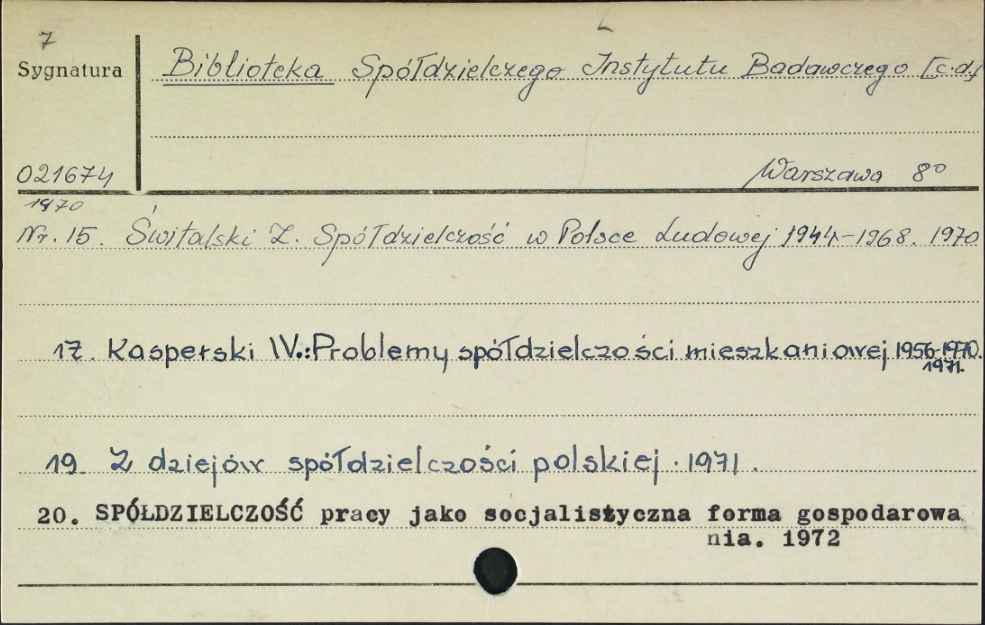 7
Sygnatura
Biblioteka Spółdzielczego Instytutu Badawczego [c.d.]
021674
Warszawa 8°
1970
Nr. 15. Świtalski Z. Spółdzielczość w Polsce Ludowej 1944-1968. 1970
17. Kasperski W.: Problemy spółdzielczości mieszkaniowej 1956-1970.
1971.
19. Z dziejów spółdzielczości polskiej. 1971.
20. SPÓŁDZIELCZOŚĆ pracy jako socjalistyczna forma gospodarowa
nia. 1972